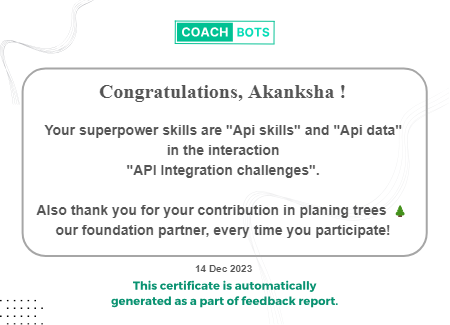 COACH BOTS
Congratulations, Akanksha !
Your superpower skills are "Api skills" and "Api data"
in the interaction
"API Integration challenges".
Also thank you for your contribution in planing trees 🌲
our foundation partner, every time you participate!
14 Dec 2023
This certificate is automatically
generated as a part of feedback report.